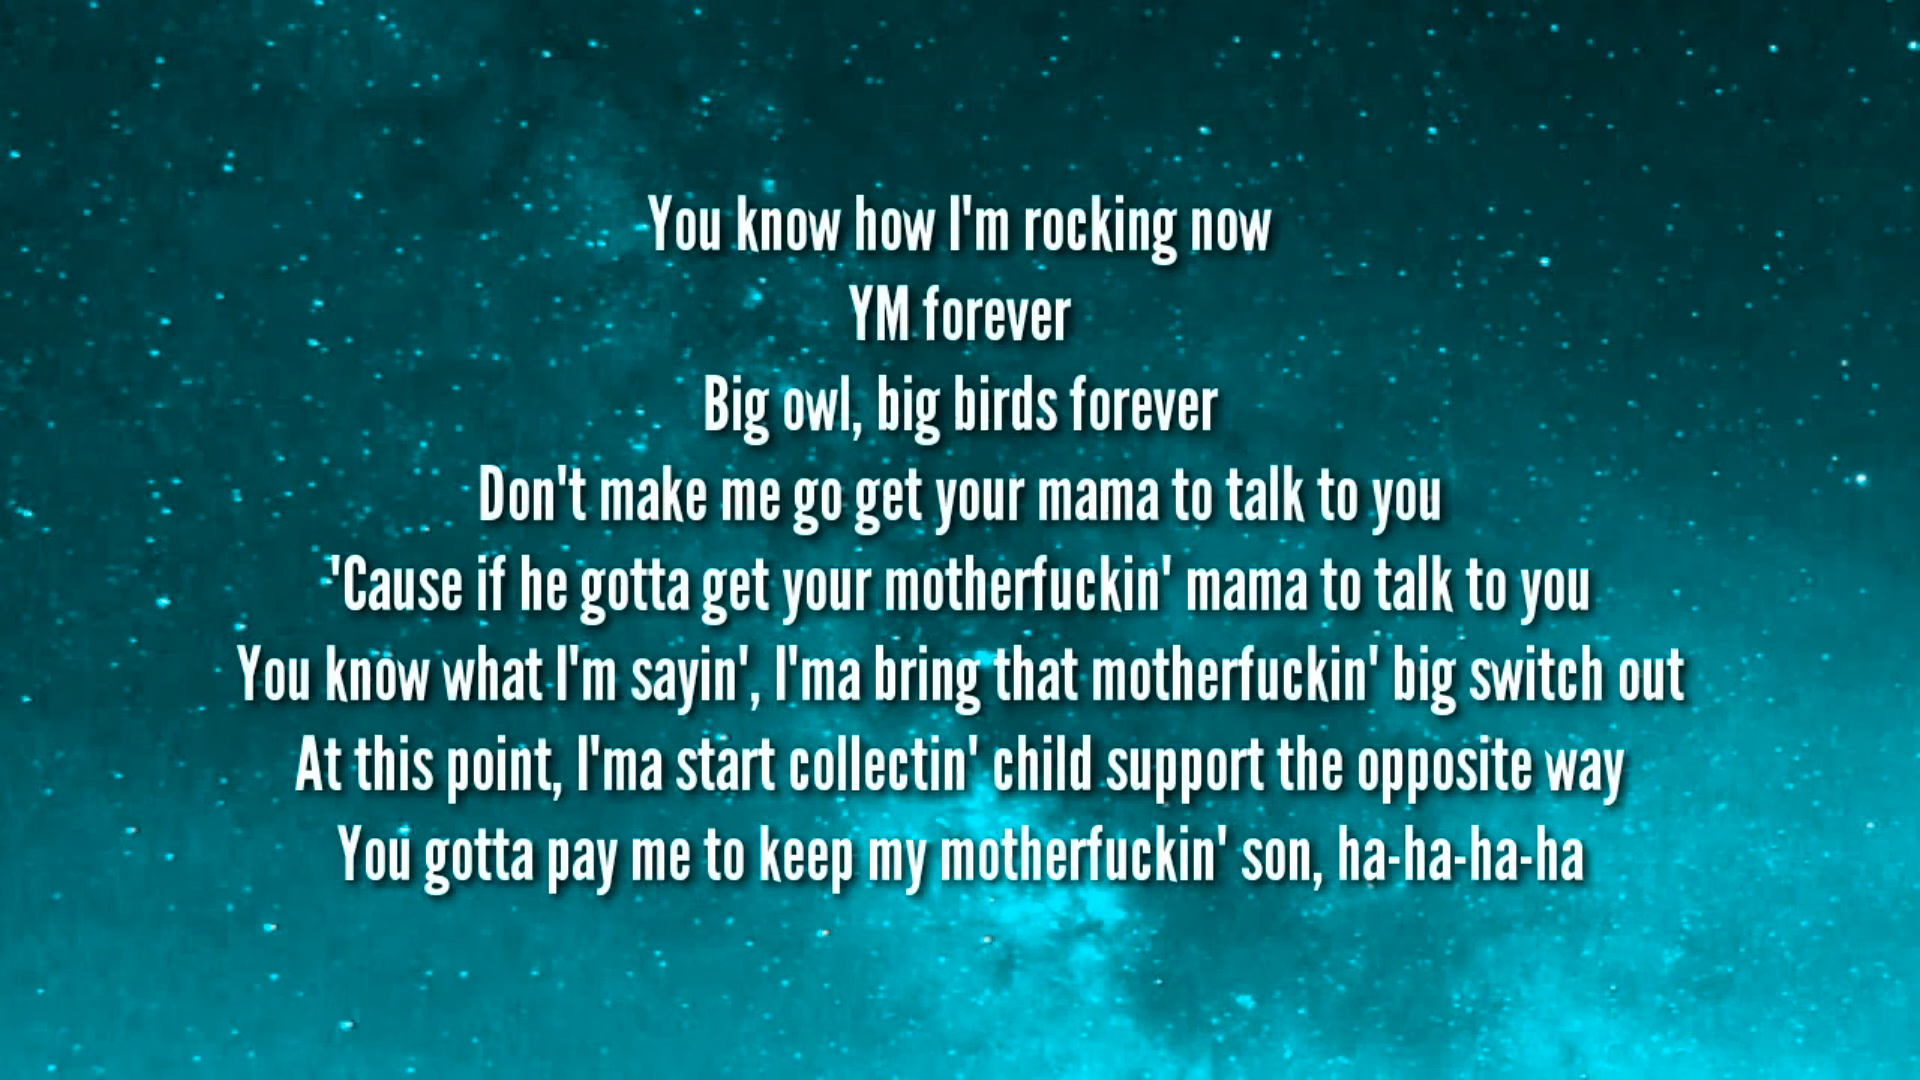 You know how I'm rocking now
YM forever
Big owl, big birds forever
Don't make me go get your mama to talk to you
'Cause if he gotta get your motherfuckin' mama to talk to you
You know what I'm sayin', I'ma bring that motherfuckin' big switch out
At this point, I'ma start collectin' child support the opposite way
You gotta pay me to keep my motherfuckin' son, ha-ha-ha-ha